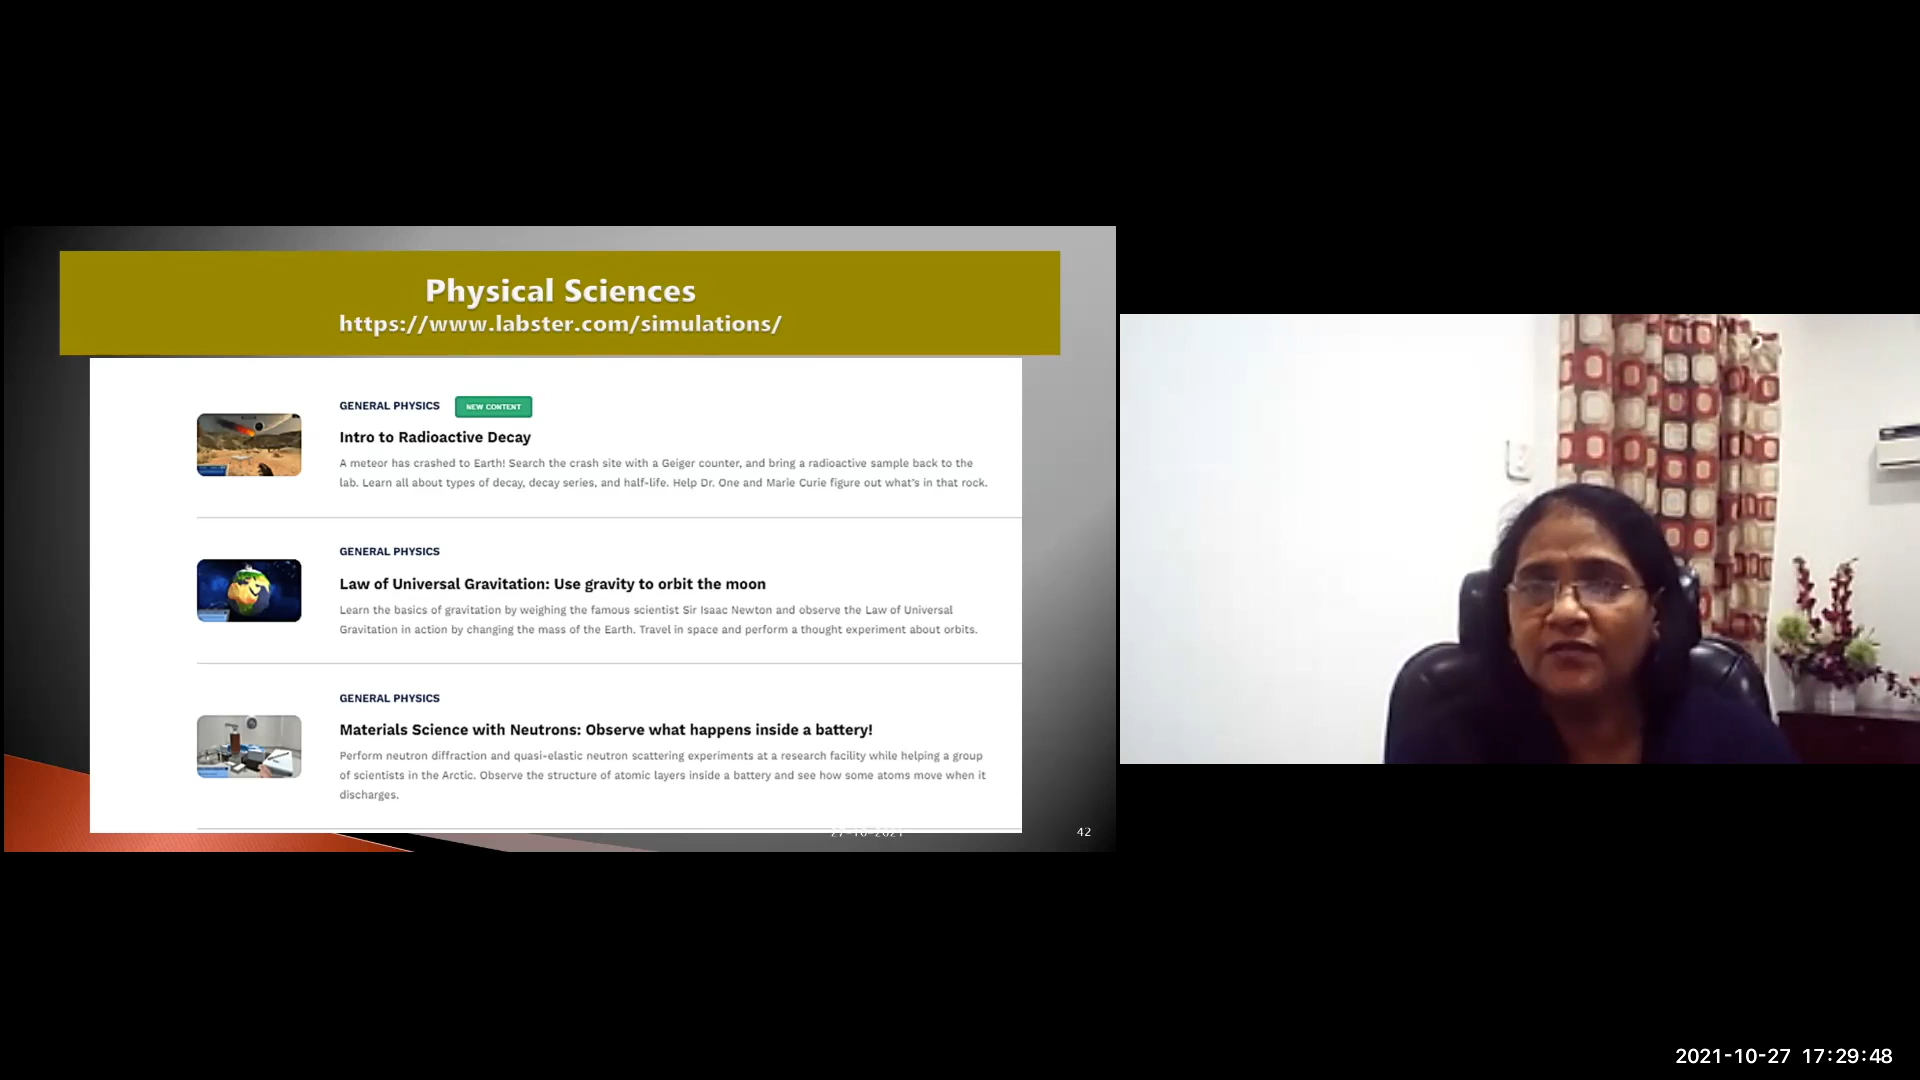 Physical Sciences
https://www.labster.com/simulations/
GENERAL PHYSICS NEW CONTENT
Intro to Radioactive Decay
A meteor has crashed to Earth! Search the crash site with a Geiger counter, and bring a radioactive sample back to the
lab. Learn all about types of decay, decay series, and half-life. Help Dr. One and Marie Curie figure out what's in that rock.
GENERAL PHYSICS
Law of Universal Gravitation: Use gravity to orbit the moon
Learn the basics of gravitation by weighing the famous scientist Sir Isaac Newton and observe the Law of Universal
Gravitation in action by changing the mass of the Earth. Travel in space and perform a thought experiment about orbits.
GENERAL PHYSICS
Materials Science with Neutrons: Observe what happens inside a battery!
Perform neutron diffraction and quasi-elastic neutron scattering experiments at a research facility while helping a group
of scientists in the Arctic. Observe the structure of atomic layers inside a battery and see how some atoms move when it
discharges.
27-10-2021
42
2021-10-27 17:29:48